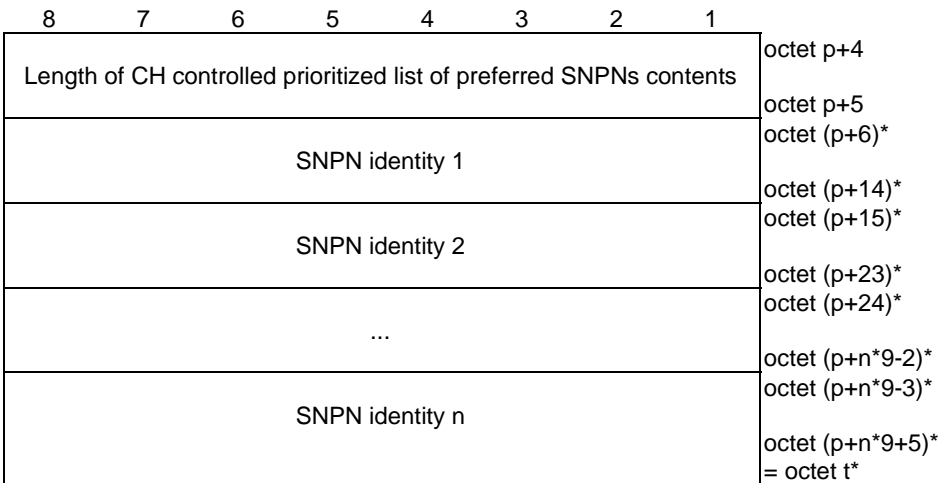 8 7 6 5 4 3 2 1
octet p+4
Length of CH controlled prioritized list of preferred SNPNs contents
octet p+5
octet (p+6)*
SNPN identity 1
octet (p+14)*
octet (p+15)*
SNPN identity 2
octet (p+23)*
octet (p+24)*
...
octet (p+n*9-2)*
octet (p+n*9-3)*
SNPN identity n
octet (p+n*9+5)*
= octet t*